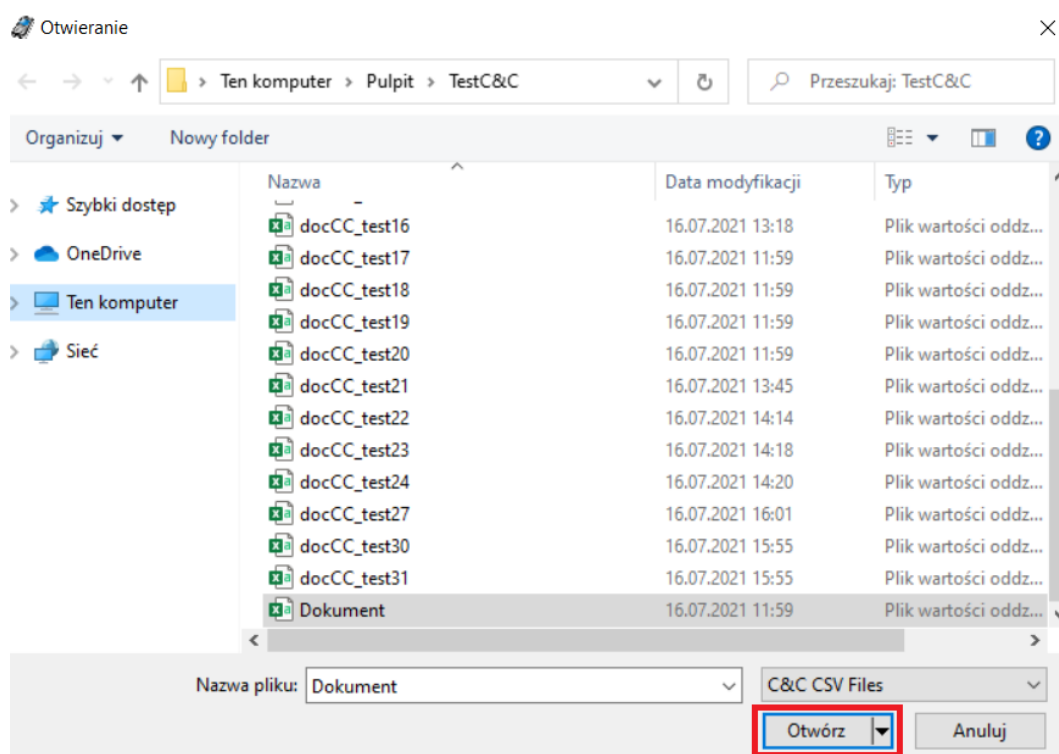 Otwieranie
Ten komputer Pulpit TestC&C Przeszukaj: TestC&C
Organizuj Nowy folder ?
Nazwa Data modyfikacji Typ
Szybki dostęp
OneDrive
Ten komputer
Sieć
docCC_test16 16.07.2021 13:18 Plik wartości oddz...
docCC_test17 16.07.2021 11:59 Plik wartości oddz...
docCC_test18 16.07.2021 11:59 Plik wartości oddz...
docCC_test19 16.07.2021 11:59 Plik wartości oddz...
docCC_test20 16.07.2021 11:59 Plik wartości oddz...
docCC_test21 16.07.2021 13:45 Plik wartości oddz...
docCC_test22 16.07.2021 14:14 Plik wartości oddz...
docCC_test23 16.07.2021 14:18 Plik wartości oddz...
docCC_test24 16.07.2021 14:20 Plik wartości oddz...
docCC_test27 16.07.2021 16:01 Plik wartości oddz...
docCC_test30 16.07.2021 15:55 Plik wartości oddz...
docCC_test31 16.07.2021 15:55 Plik wartości oddz...
Dokument 16.07.2021 11:59 Plik wartości oddz...
Nazwa pliku: Dokument C&C CSV Files
Otwórz Anuluj